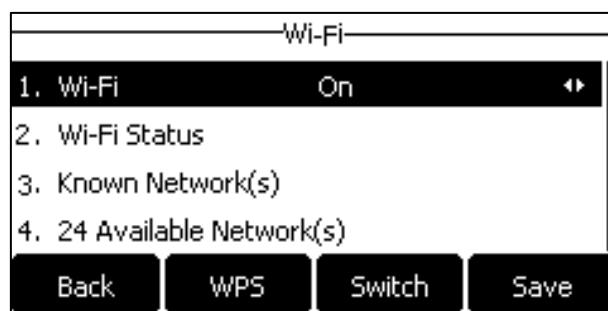 Wi-Fi
1. Wi-Fi On
2. Wi-Fi Status
3. Known Network(s)
4. 24 Available Network(s)
Back WPS Switch Save